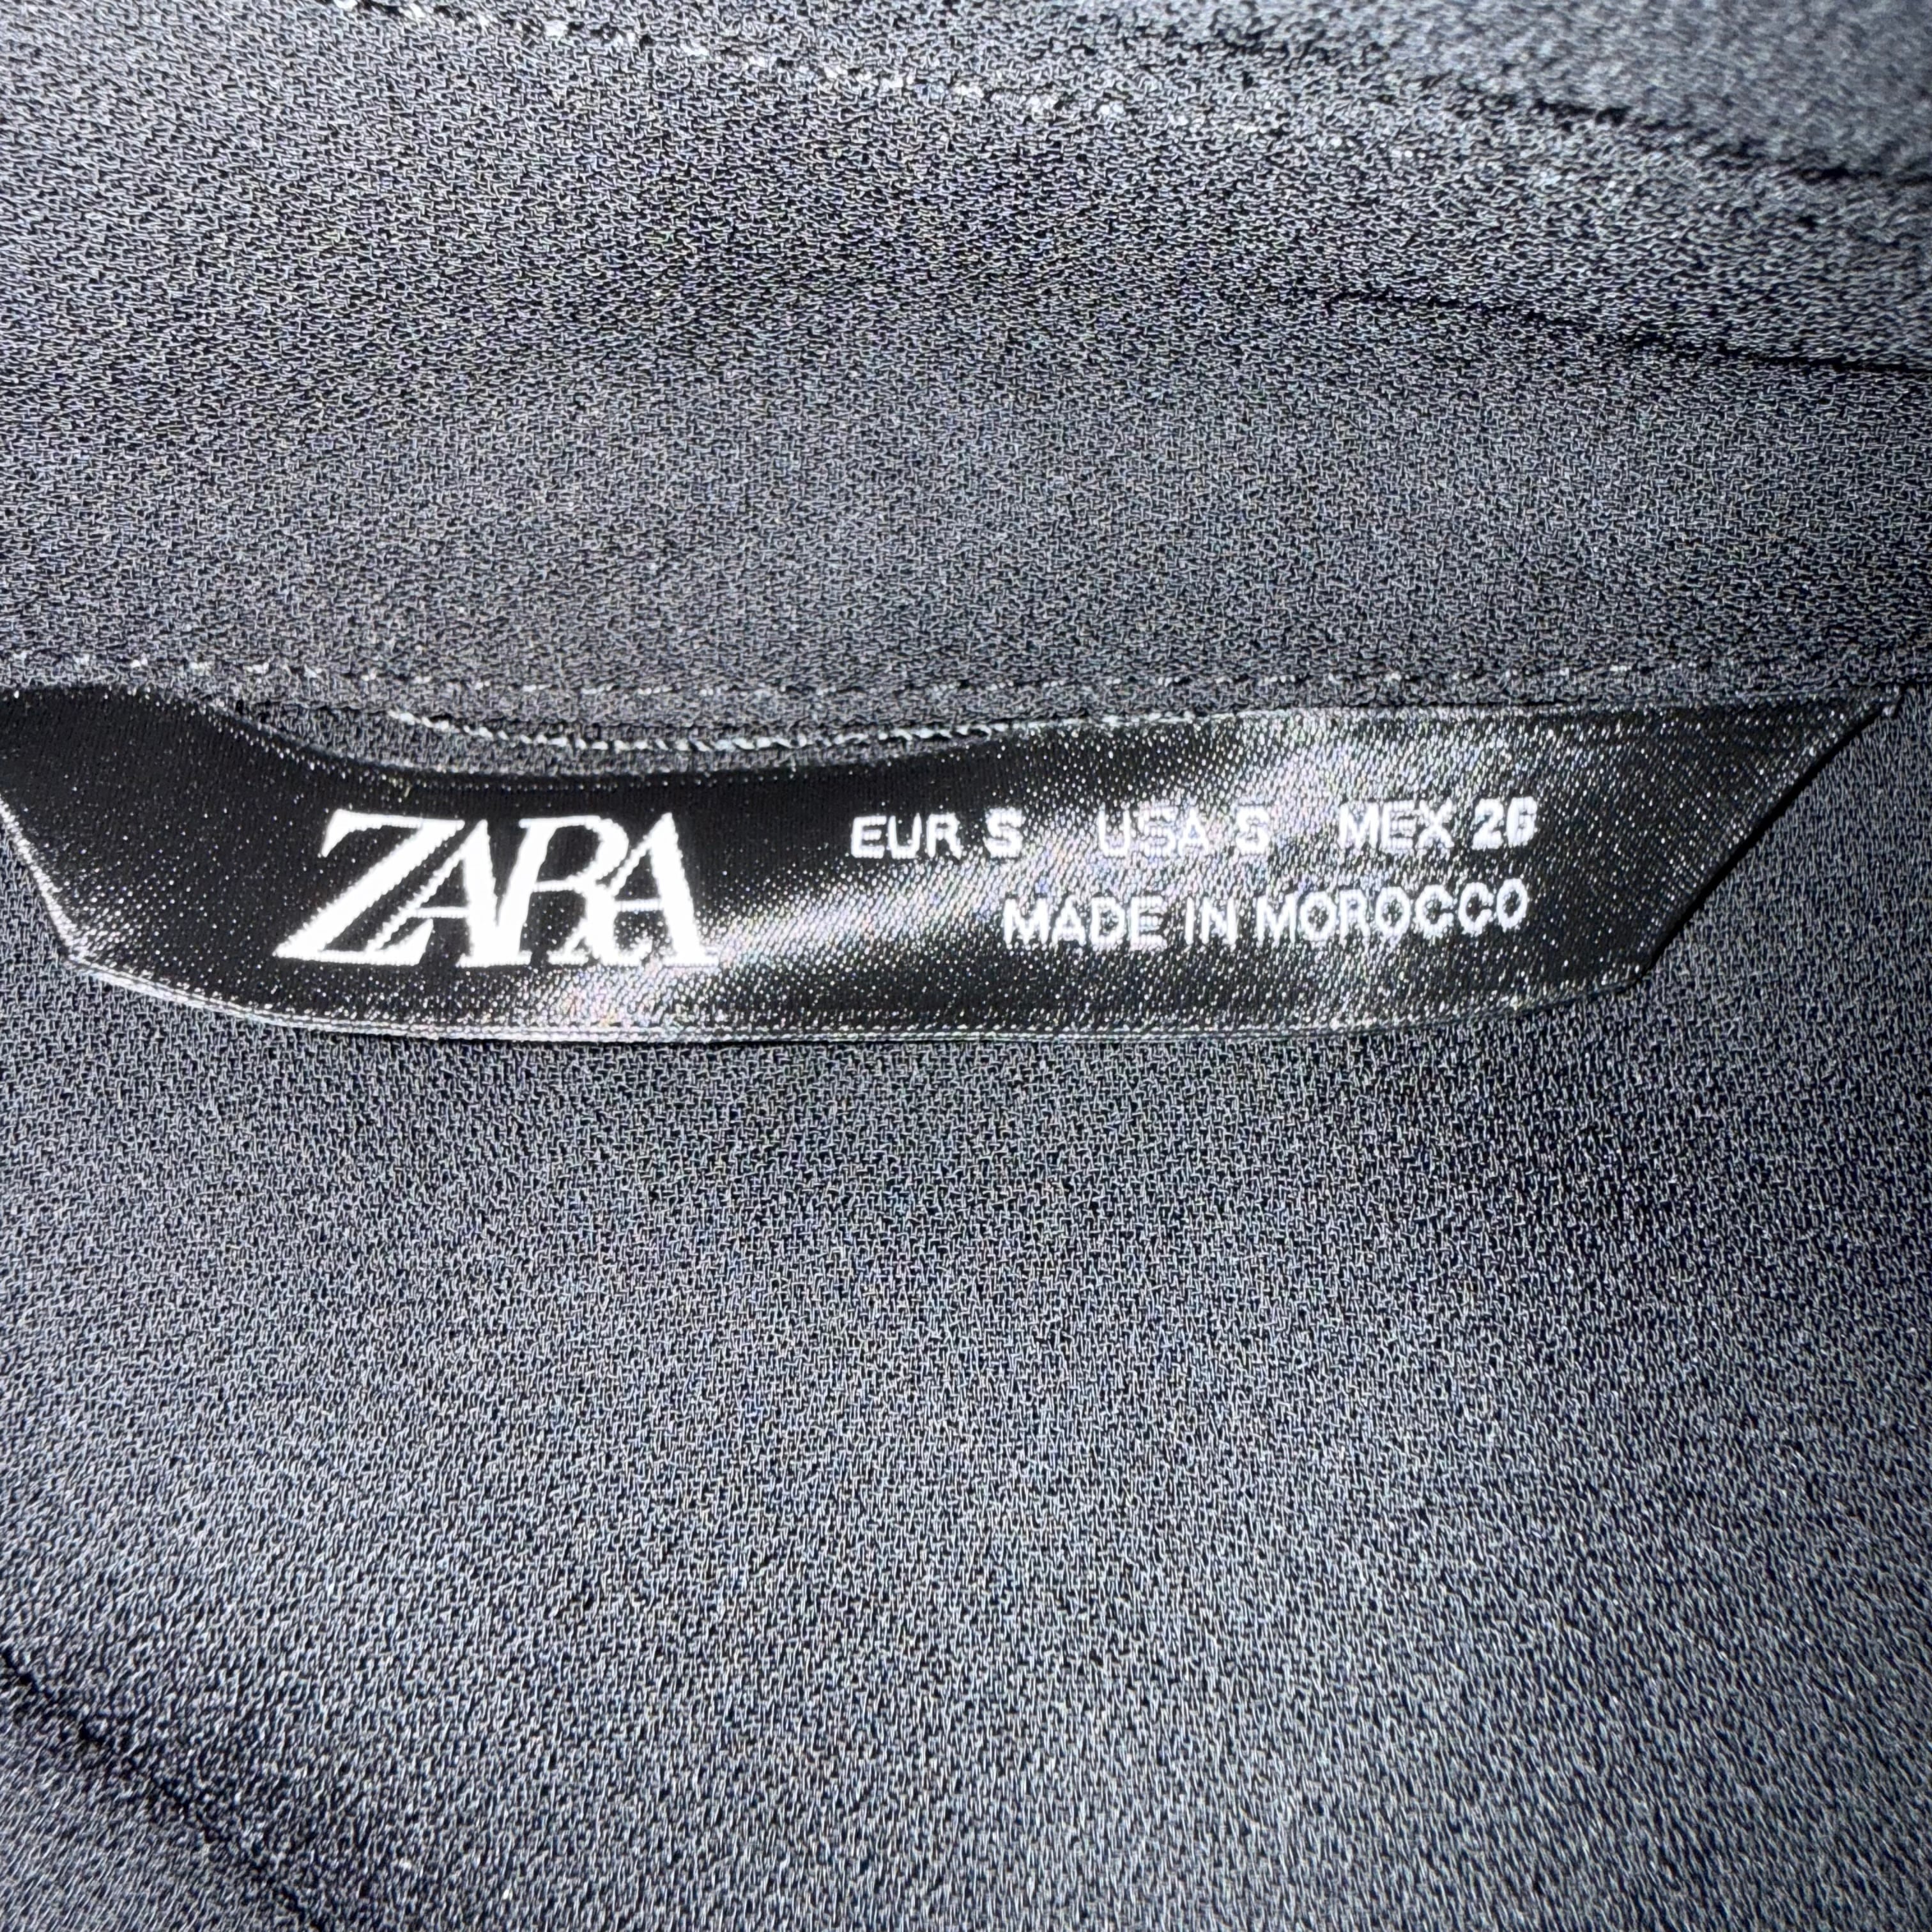 ZARA
EUR S USA S MEX 26
MADE IN MOROCCO